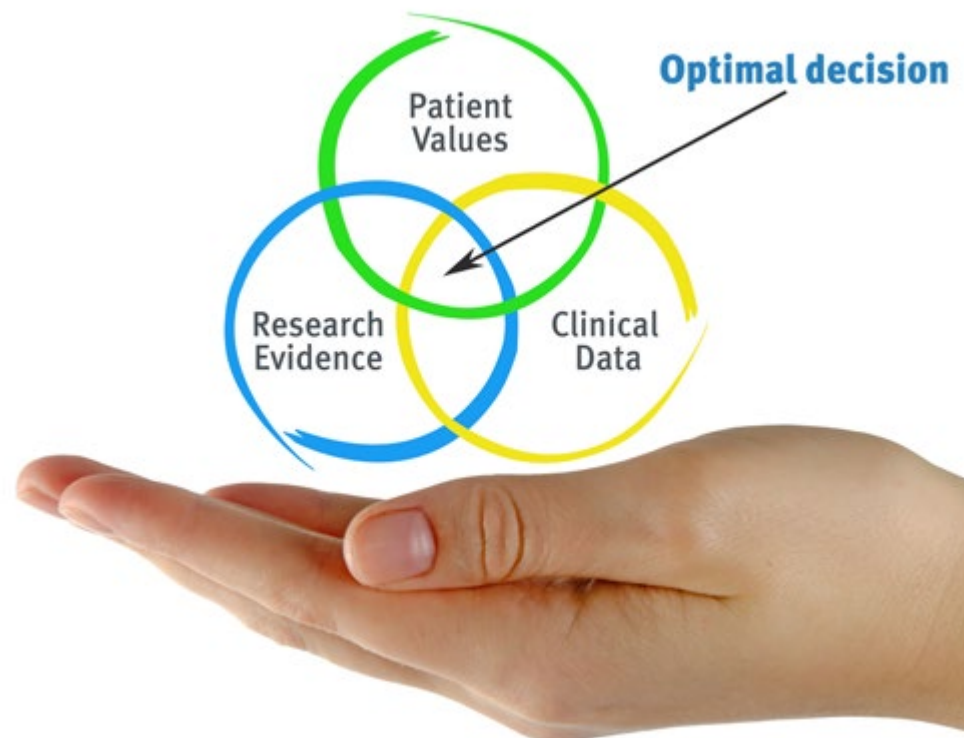 Optimal decision
Patient
Values
Research
Evidence
Clinical
Data